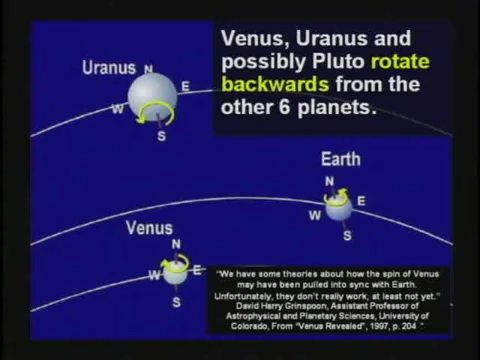 Venus, Uranus and
possibly Pluto rotate
backwards from the
other 6 planets.
Uranus
N
E
W
S
Earth
N
E
W
S
Venus
N
W
E
S
"We have some theories about how the spin of Venus
may have been pulled into sync with Earth.
Unfortunately, they don't really work, at least not yet."
David Harry Grinspoon, Assistant Professor of
Astrophysical and Planetary Sciences, University of
Colorado, From "Venus Revealed", 1997, p. 204 "